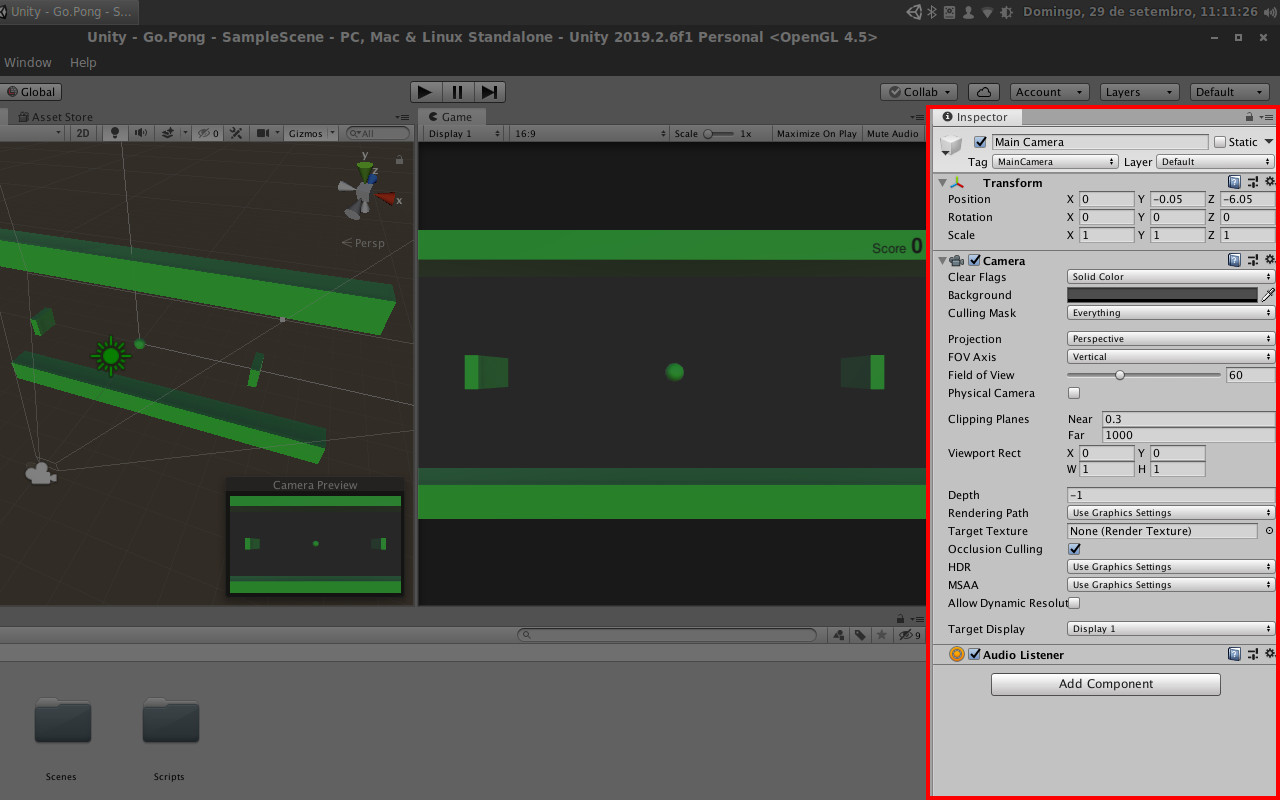 Unity - Go.Pong - S...
Domingo, 29 de setembro, 11:11:26
Unity - Go.Pong - SampleScene - PC, Mac & Linux Standalone - Unity 2019.2.6f1 Personal <OpenGL 4.5>
Window Help
Global Collab Account Layers Default
Asset Store Game Inspector
2D 0 Gizmos All
Display 1 16:9 Scale 1x Maximize On Play Mute Audio
y
z
x
Persp
Camera Preview
Score 0
Main Camera Static
Tag MainCamera Layer Default
Transform
Position X 0 Y -0.05 Z -6.05
Rotation X 0 Y 0 Z 0
Scale X 1 Y 1 Z 1
Camera
Clear Flags Solid Color
Background
Culling Mask Everything
Projection Perspective
FOV Axis Vertical
Field of View 60
Physical Camera
Clipping Planes Near 0.3
Far 1000
Viewport Rect X 0 Y 0
W 1 H 1
Depth -1
Rendering Path Use Graphics Settings
Target Texture None (Render Texture)
Occlusion Culling
HDR Use Graphics Settings
MSAA Use Graphics Settings
Allow Dynamic Resolut
Target Display Display 1
Audio Listener
Add Component
9
Scenes Scripts